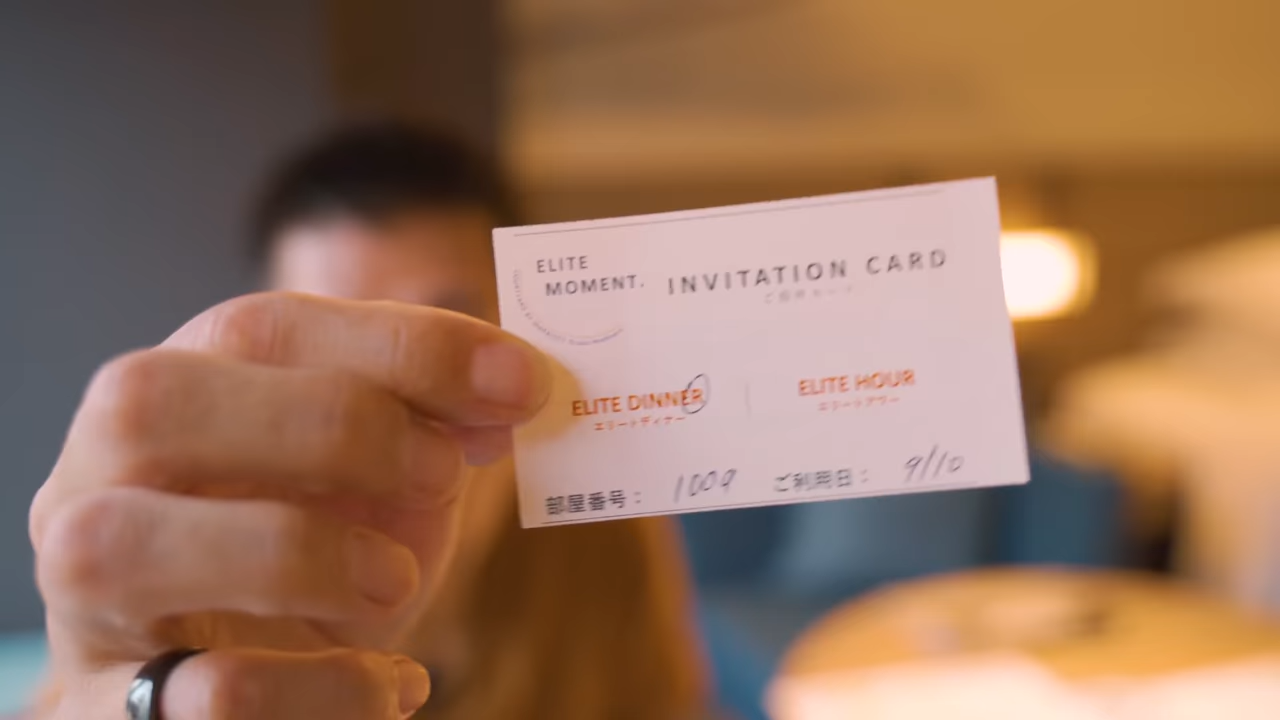 ELITE
MOMENT.
INVITATION CARD
ELITE DINNER
エリートディナー
ELITE HOUR
エリートアワー
部屋番号： 1009
ご利用日： 9/10